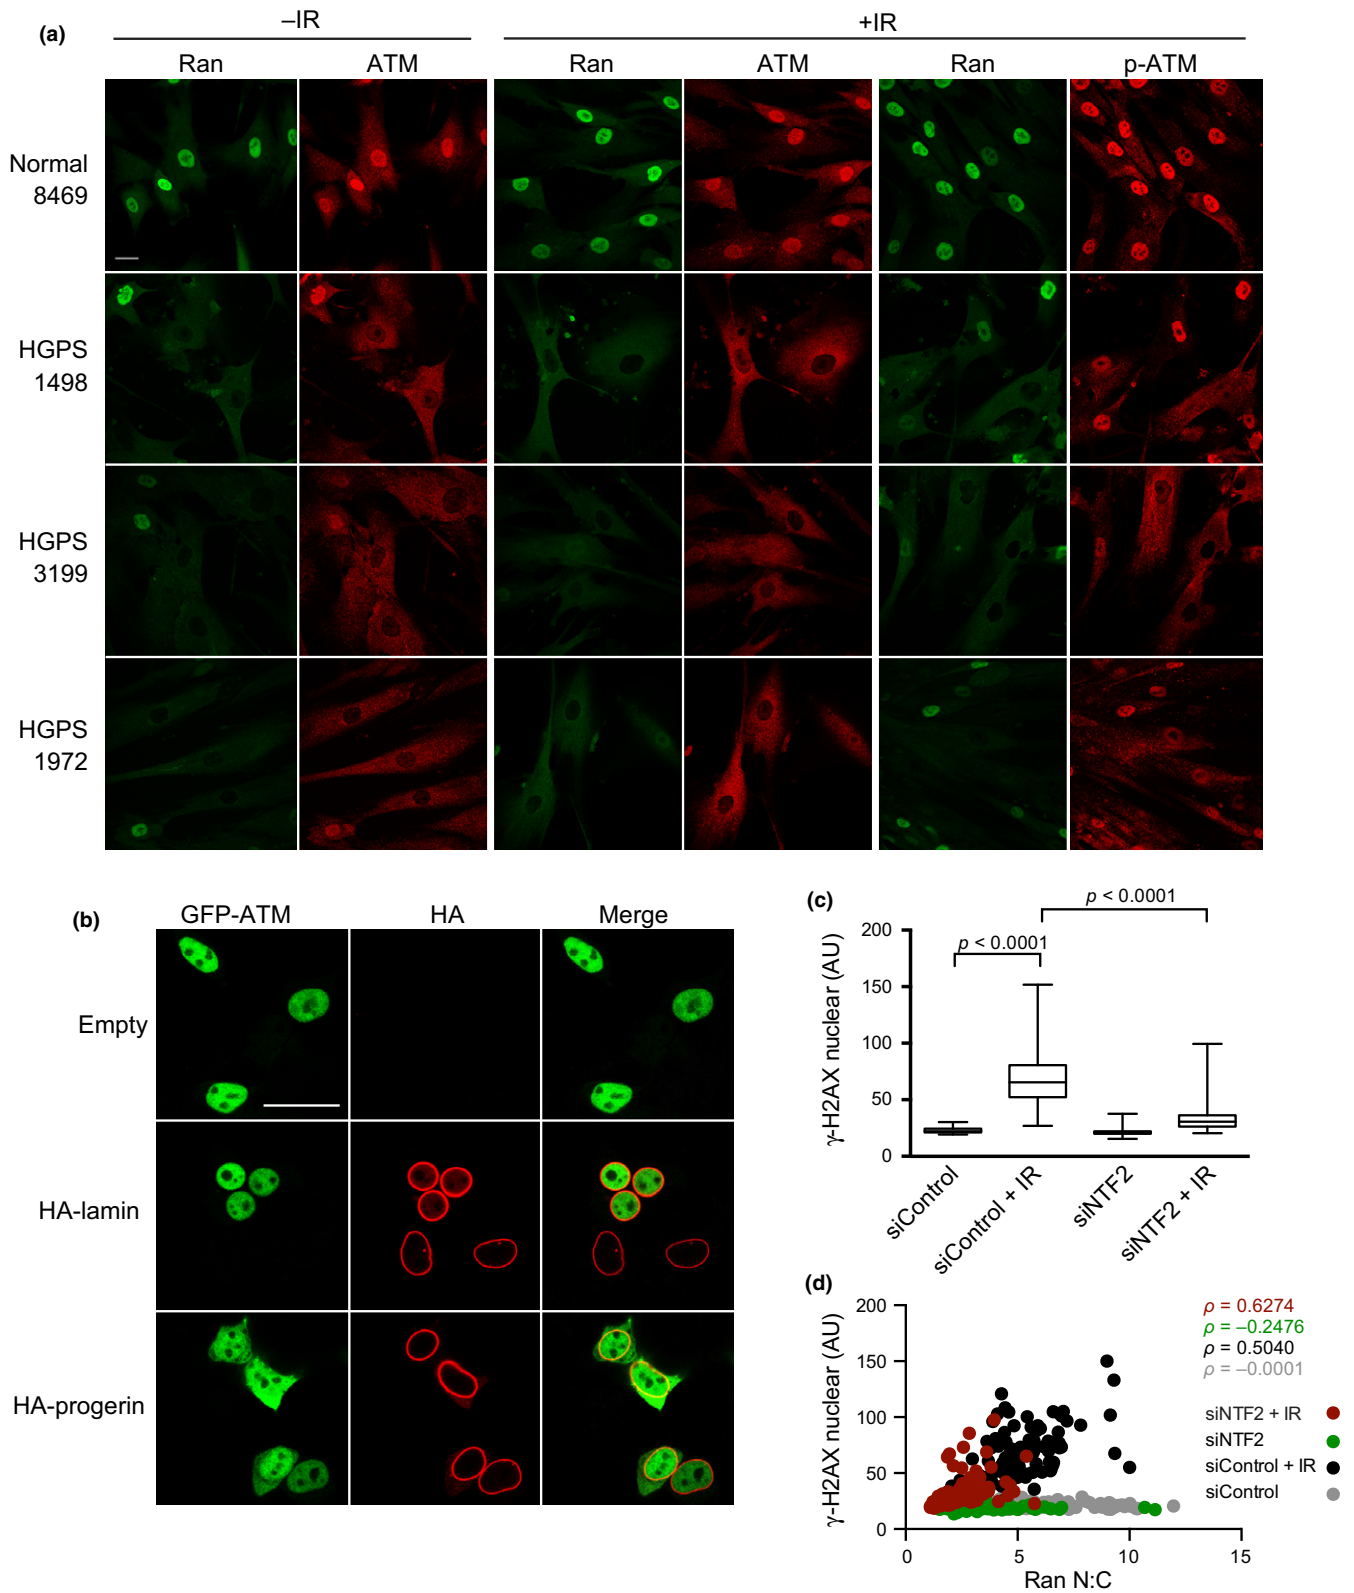 (a)
–IR
+IR
Ran ATM Ran ATM Ran p-ATM
Normal
8469
HGPS
1498
HGPS
3199
HGPS
1972
(b)
GFP-ATM HA Merge
Empty
HA-lamin
HA-progerin
(c)
p < 0.0001
p < 0.0001
γ-H2AX nuclear (AU)
200
150
100
50
0
siControl
siControl + IR
siNTF2
siNTF2 + IR
(d)
γ-H2AX nuclear (AU)
200
150
100
50
0
0 5 10 15
Ran N:C
ρ = 0.6274
ρ = –0.2476
ρ = 0.5040
ρ = –0.0001
siNTF2 + IR
siNTF2
siControl + IR
siControl